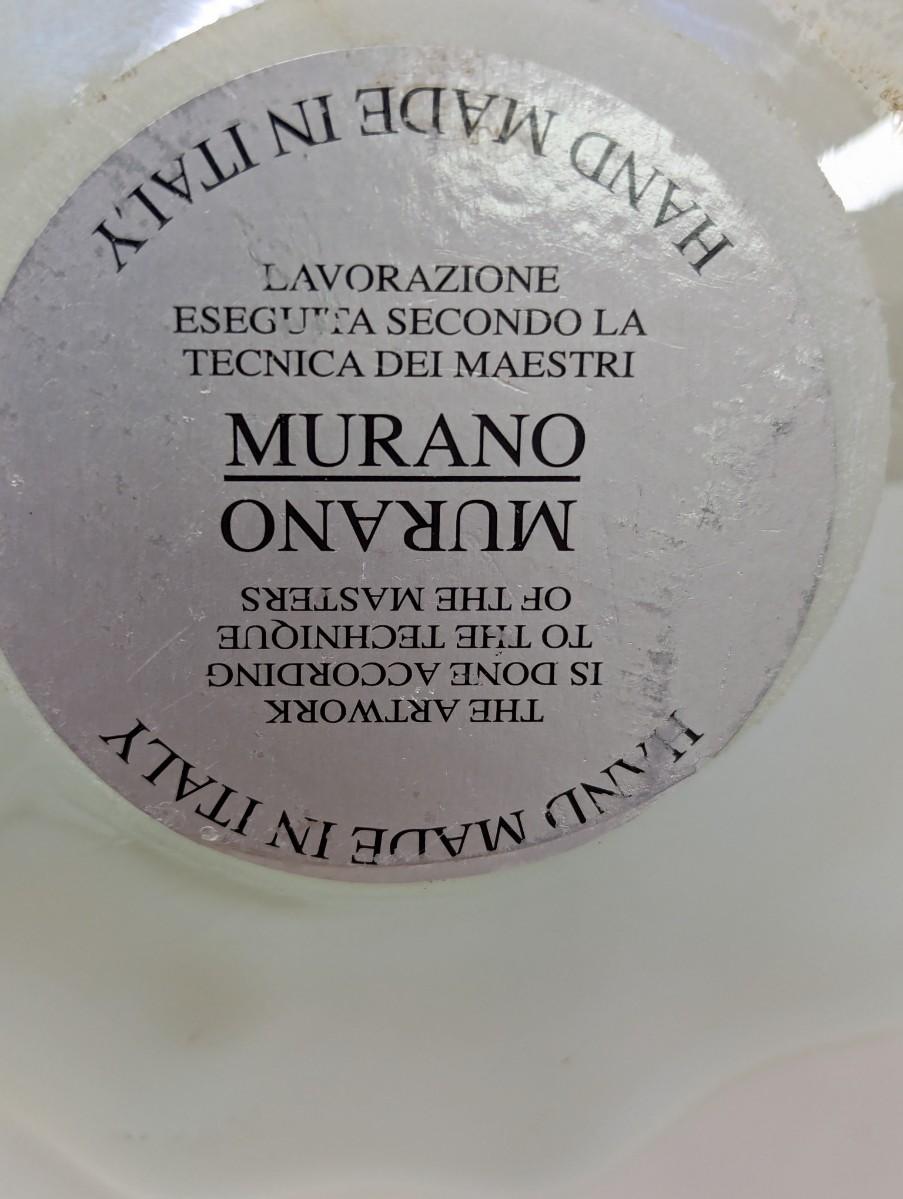 HAND MADE IN ITALY
LAVORAZIONE
ESEGUITA SECONDO LA
TECNICA DEI MAESTRI
MURANO
MURANO
THE ARTWORK
IS DONE ACCORDING
TO THE TECHNIQUE
OF THE MASTERS
HAND MADE IN ITALY